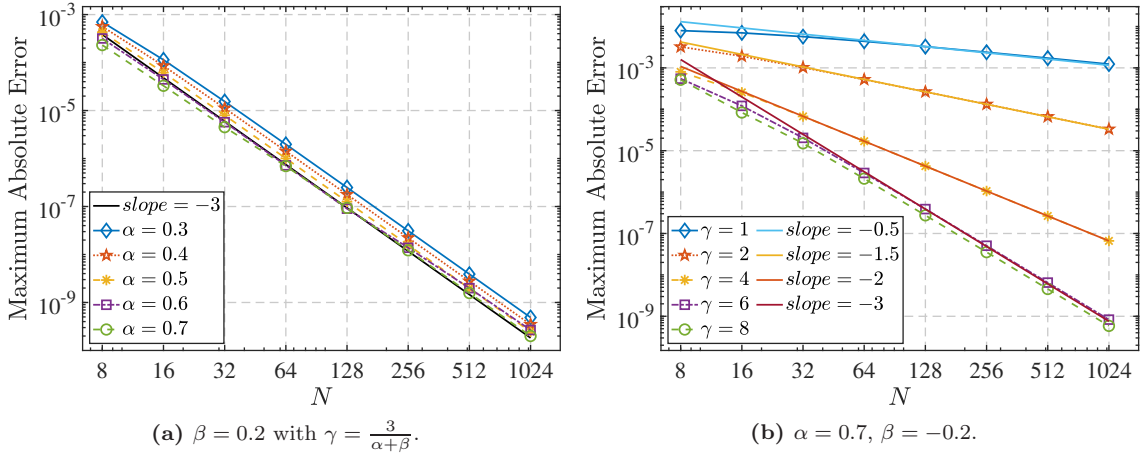 Maximum Absolute Error
10⁻³
10⁻⁵
10⁻⁷
10⁻⁹
slope = −3
α = 0.3
α = 0.4
α = 0.5
α = 0.6
α = 0.7
8 16 32 64 128 256 512 1024
N
(a) β = 0.2 with γ = 3/(α+β).
Maximum Absolute Error
10⁻³
10⁻⁵
10⁻⁷
10⁻⁹
γ = 1 slope = −0.5
γ = 2 slope = −1.5
γ = 4 slope = −2
γ = 6 slope = −3
γ = 8
8 16 32 64 128 256 512 1024
N
(b) α = 0.7, β = −0.2.